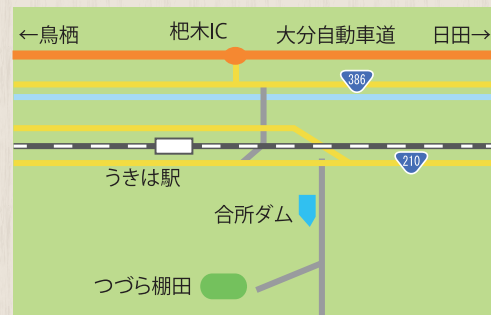 ←鳥栖
杷木IC
大分自動車道
日田→
386
210
うきは駅
合所ダム
つづら棚田